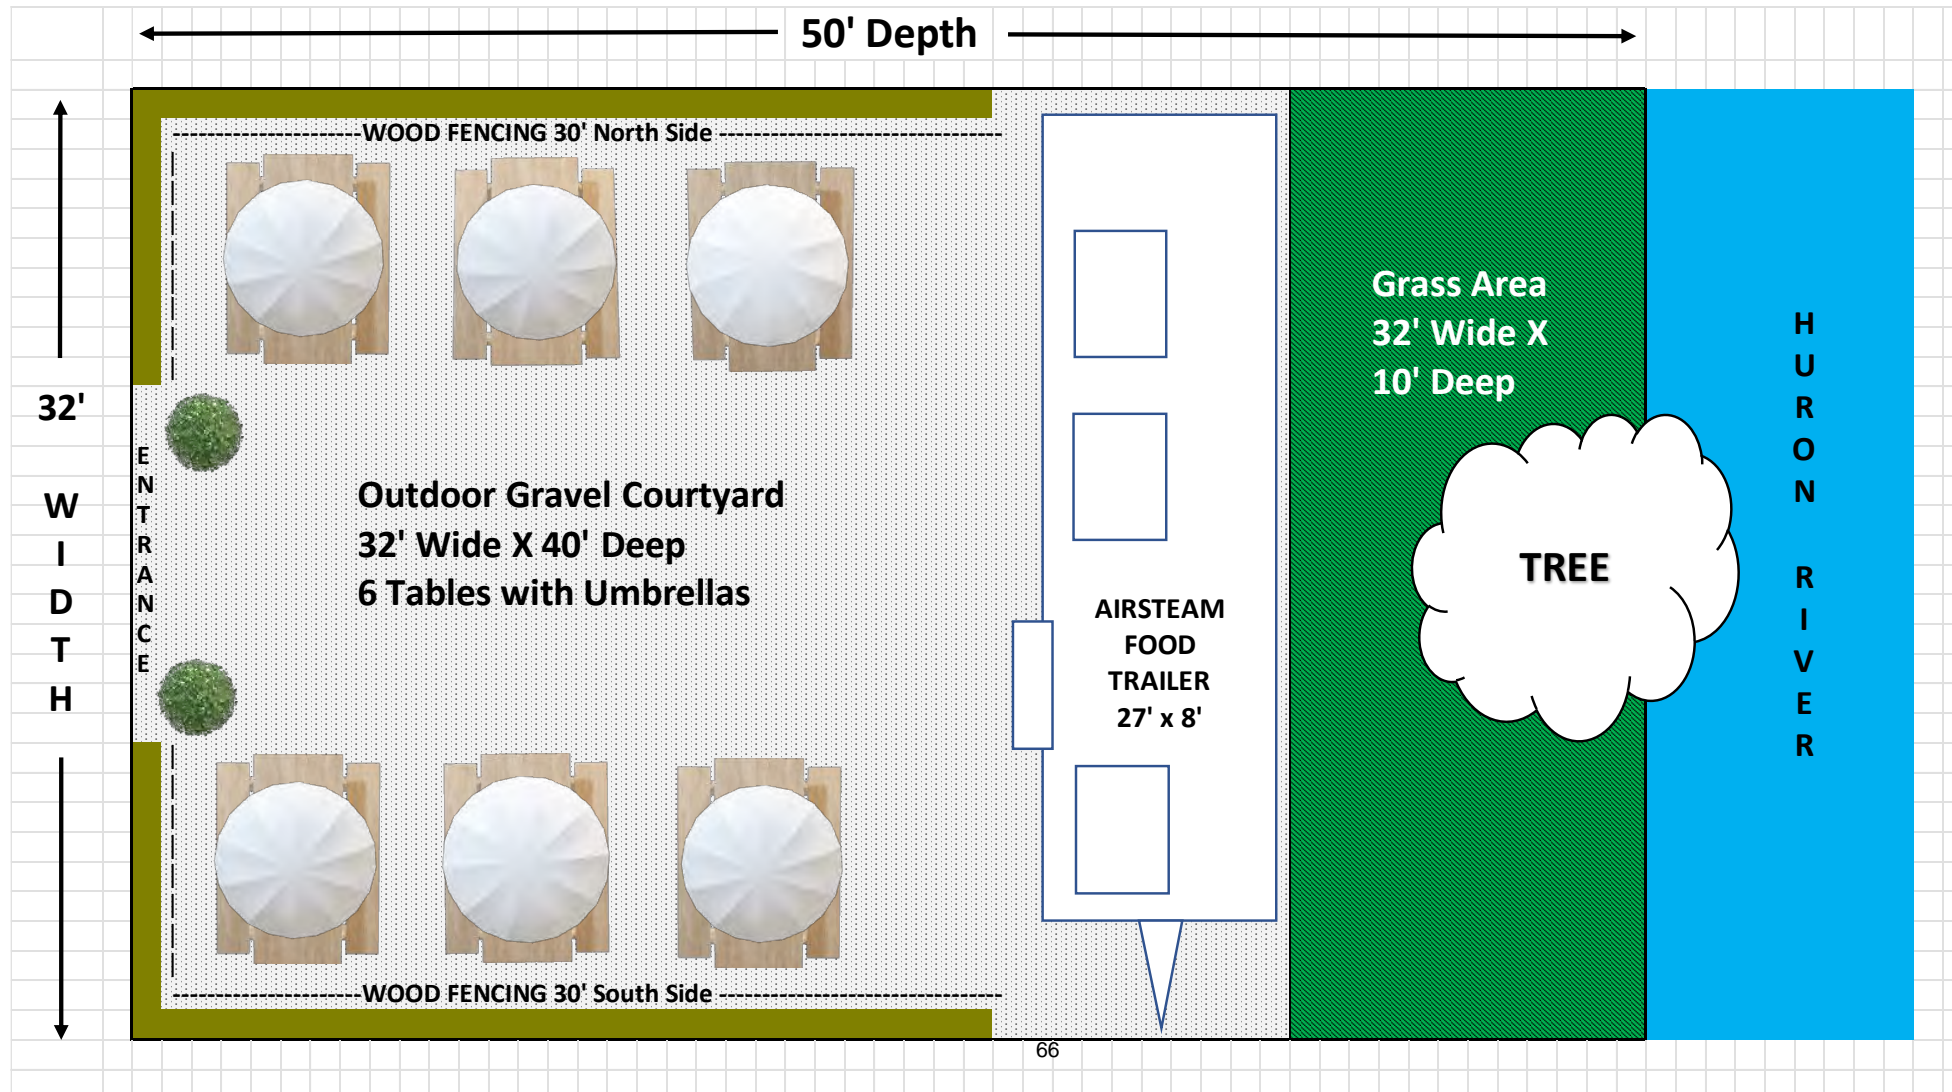 50' Depth
WOOD FENCING 30' North Side
32'
WIDTH
ENTRANCE
Outdoor Gravel Courtyard
32' Wide X 40' Deep
6 Tables with Umbrellas
AIRSTEAM
FOOD
TRAILER
27' x 8'
Grass Area
32' Wide X
10' Deep
TREE
HURON RIVER
WOOD FENCING 30' South Side
66